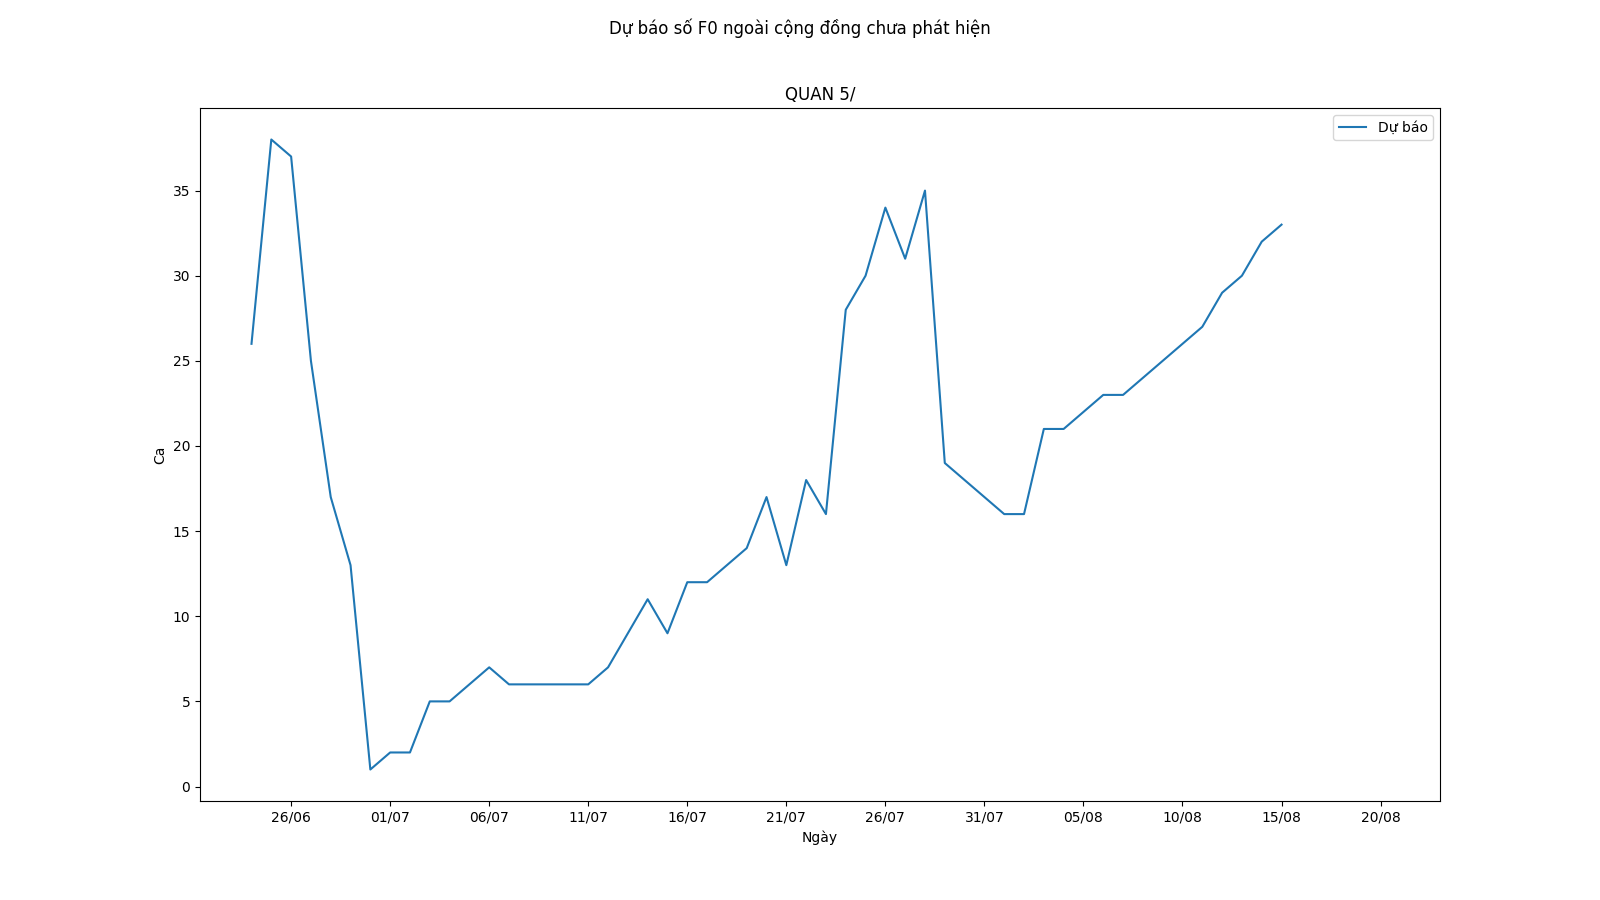 Dự báo số F0 ngoài cộng đồng chưa phát hiện
QUAN 5/
Dự báo
35
30
25
20
15
10
5
0
Ca
26/06 01/07 06/07 11/07 16/07 21/07 26/07 31/07 05/08 10/08 15/08 20/08
Ngày